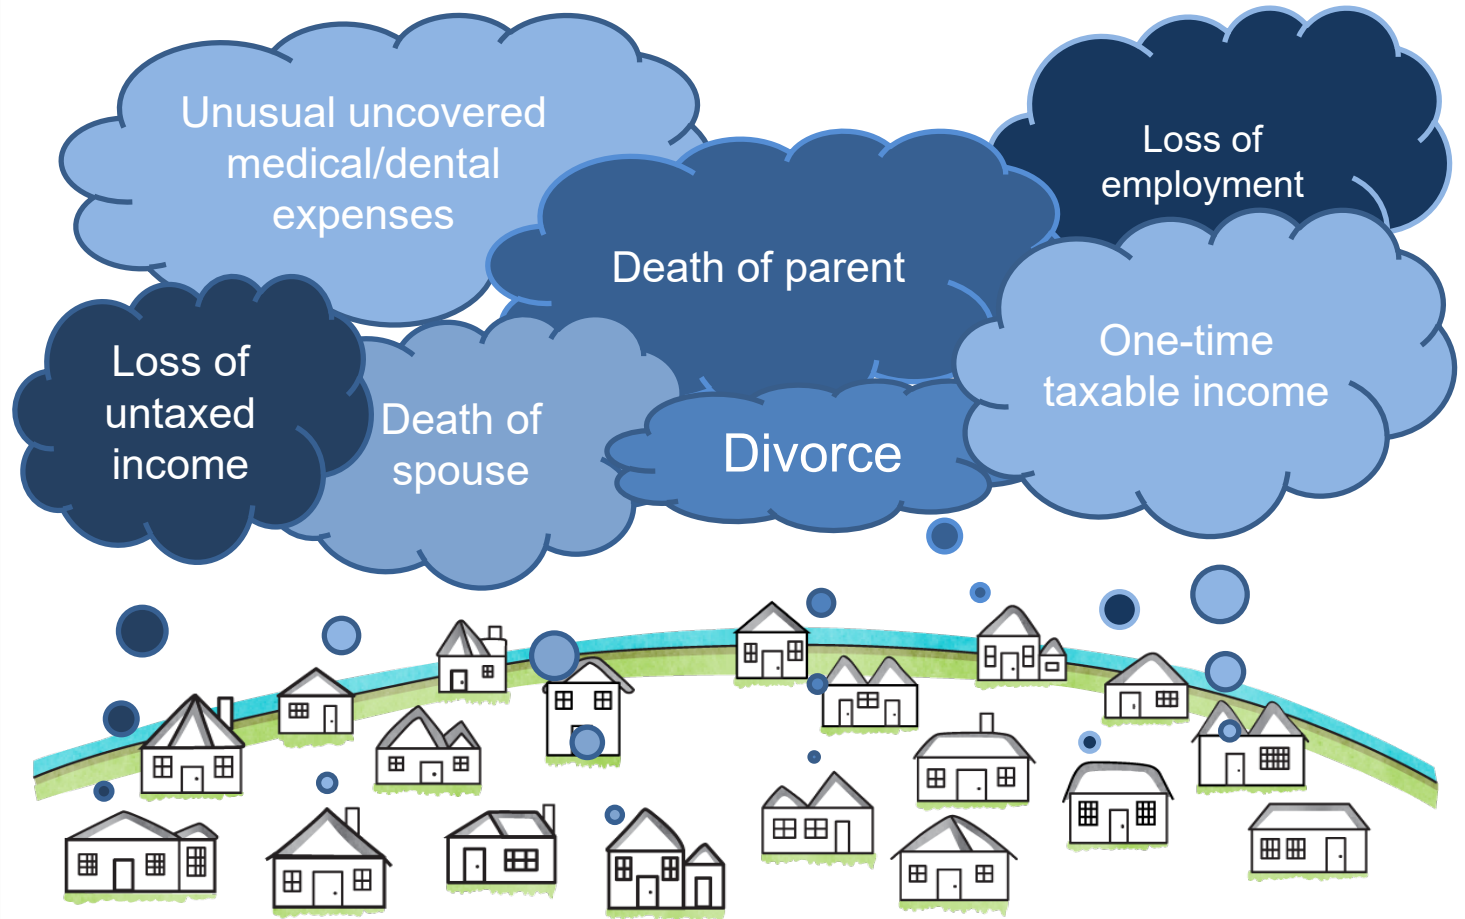 Unusual uncovered
medical/dental
expenses
Loss of
employment
Death of parent
One-time
taxable income
Loss of
untaxed
income
Death of
spouse
Divorce